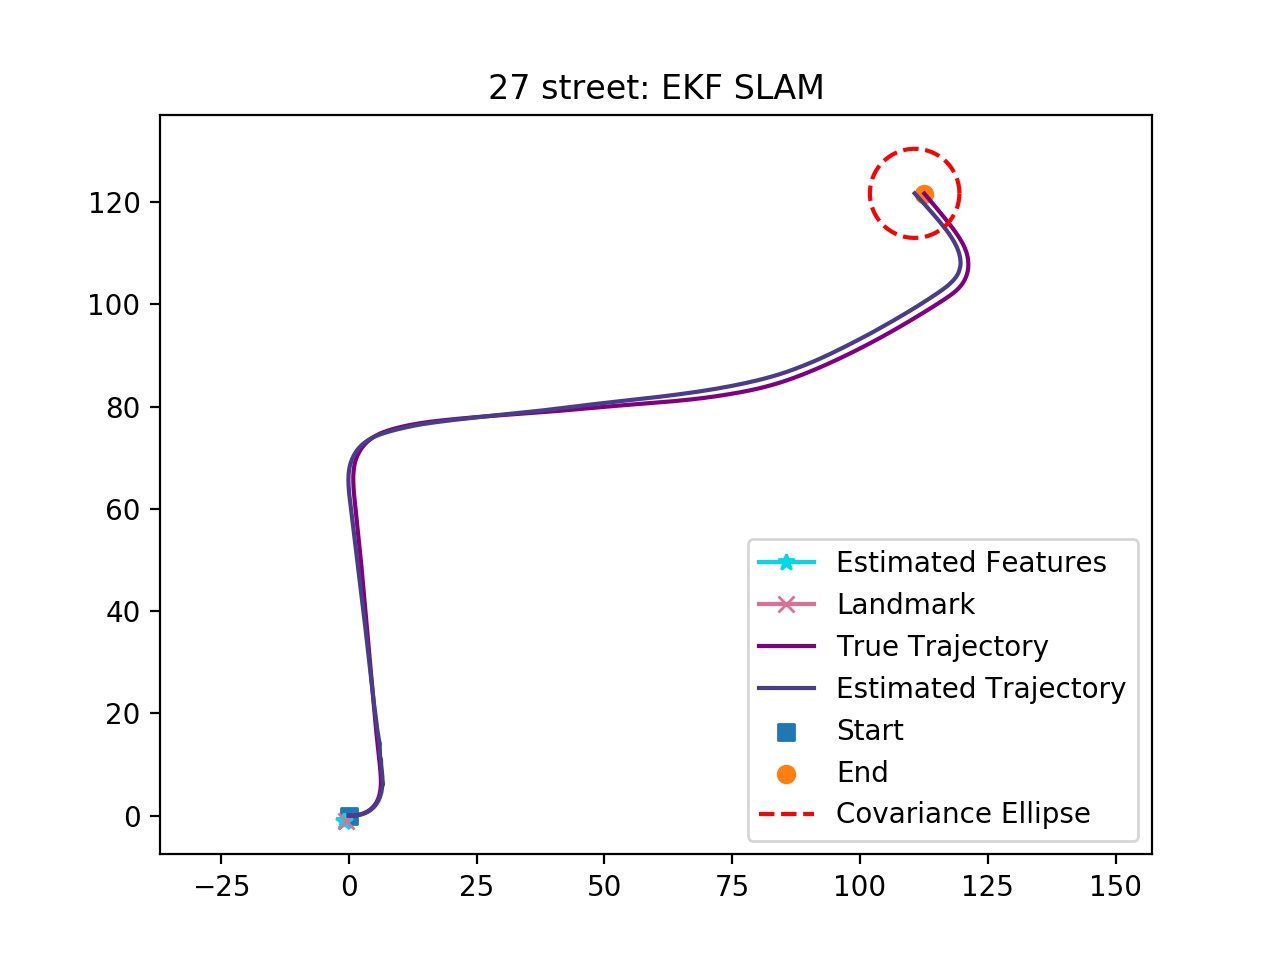 27 street: EKF SLAM
120
100
80
60
40
20
0
Estimated Features
Landmark
True Trajectory
Estimated Trajectory
Start
End
Covariance Ellipse
−25 0 25 50 75 100 125 150